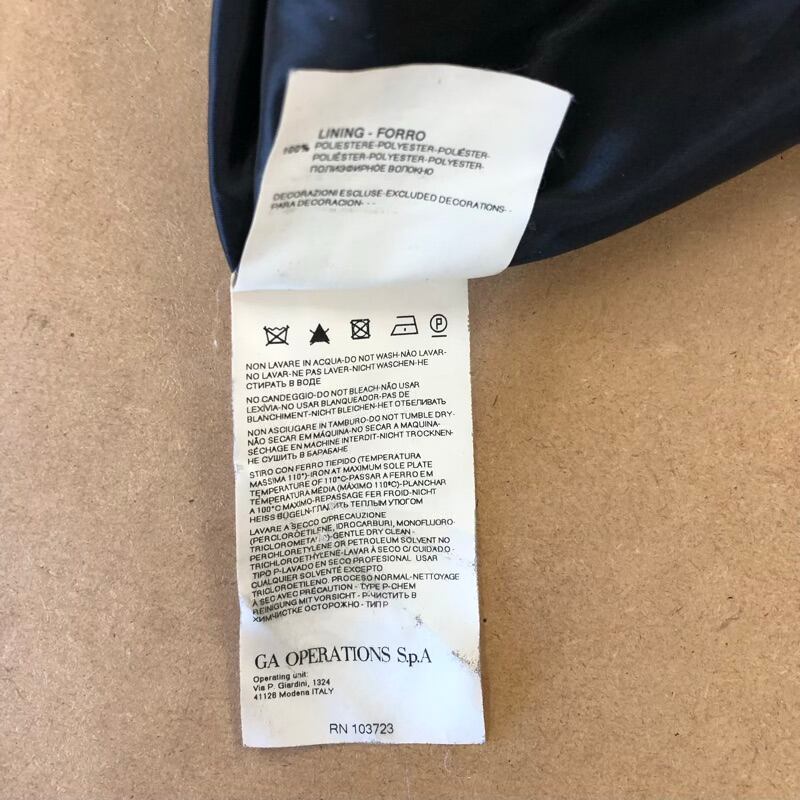 LINING - FORRO
100% POLIESTERE-POLYESTER-POLIÉSTER-
POLIÉSTER-POLYESTER-POLYESTER-
ПОЛИЭФИРНОЕ ВОЛОКНО
DECORAZIONI ESCLUSE-EXCLUDED DECORATIONS- -
PARA DECORACION- - -
P
NON LAVARE IN ACQUA-DO NOT WASH-NÃO LAVAR-
NO LAVAR-NE PAS LAVER-NICHT WASCHEN-НЕ
СТИРАТЬ В ВОДЕ
NO CANDEGGIO-DO NOT BLEACH-NÃO USAR
LEXÍVIA-NO USAR BLANQUEADOR-PAS DE
BLANCHIMENT-NICHT BLEICHEN-НЕТ ОТБЕЛИВАТЬ
NON ASCIUGARE IN TAMBURO-DO NOT TUMBLE DRY-
NÃO SECAR EM MÁQUINA-NO SECAR A MAQUINA-
SÉCHAGE EN MACHINE INTERDIT-NICHT TROCKNEN-
НЕ СУШИТЬ В БАРАБАНЕ
STIRO CON FERRO TIEPIDO (TEMPERATURA
MASSIMA 110°)-IRON AT MAXIMUM SOLE PLATE
TEMPERATURE OF 110°C-PASSAR A FERRO EM
TEMPERATURA MÉDIA (MÁXIMO 110°C)-PLANCHAR
A 100°C MAXIMO-REPASSAGE FER FROID-NICHT
HEISS BÜGELN-ГЛАДИТЬ ТЕПЛЫМ УТЮГОМ
LAVARE A SECCO C/PRECAUZIONE
(PERCLOROETILENE, IDROCARBURI, MONOFLUORO-
TRICLOROMETANO)-GENTLE DRY CLEAN -
PERCHLORETYLENE OR PETROLEUM SOLVENT NO
TRICHLOROETHYLENE-LAVAR À SECO C/ CUIDADO -
TIPO P-LAVADO EN SECO PROFESIONAL USAR
CUALQUIER SOLVENTE EXCEPTO
TRICLOROETILENO. PROCESO NORMAL-NETTOYAGE
À SEC AVEC PRÉCAUTION - TYPE P-CHEM
REINIGUNG MIT VORSICHT - P-ЧИСТИТЬ В
ХИМЧИСТКЕ ОСТОРОЖНО - ТИП P
GA OPERATIONS S.p.A
Operating unit:
Via P. Giardini, 1324
41126 Modena ITALY
RN 103723